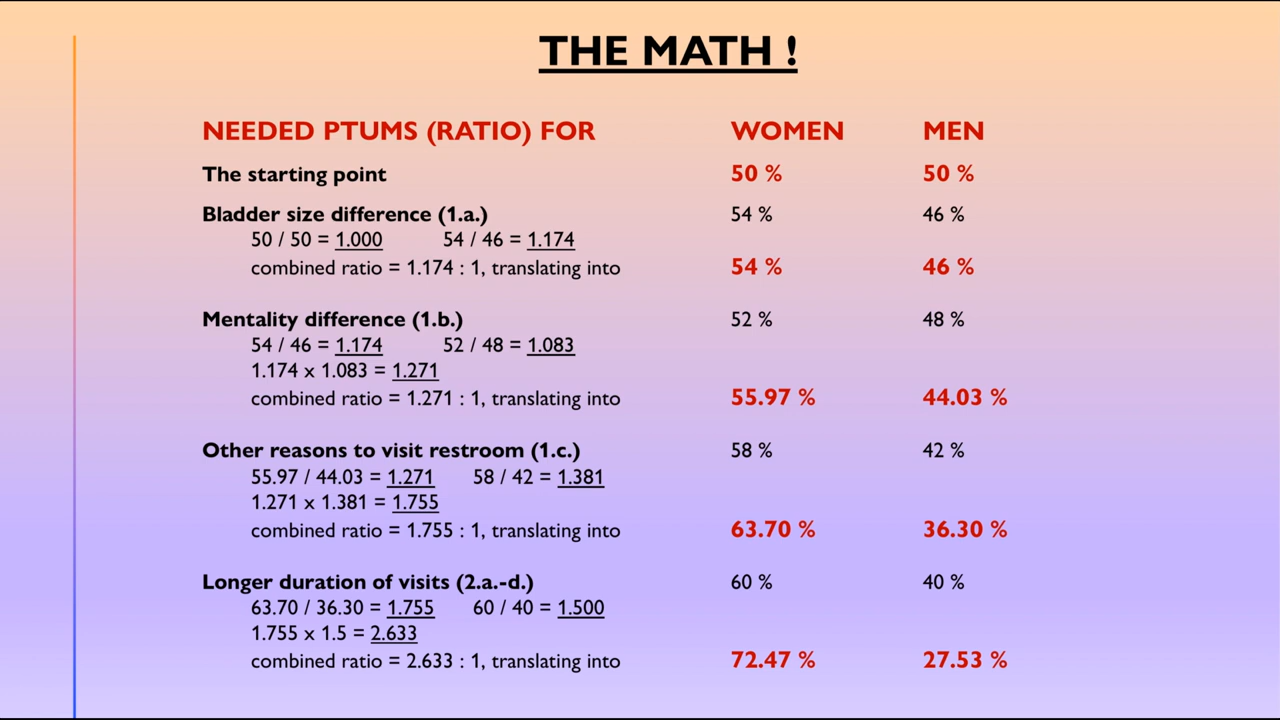 THE MATH !
NEEDED PTUMS (RATIO) FOR WOMEN MEN
The starting point 50 % 50 %
Bladder size difference (1.a.) 54 % 46 %
50 / 50 = 1.000 54 / 46 = 1.174
combined ratio = 1.174 : 1, translating into 54 % 46 %
Mentality difference (1.b.) 52 % 48 %
54 / 46 = 1.174 52 / 48 = 1.083
1.174 x 1.083 = 1.271
combined ratio = 1.271 : 1, translating into 55.97 % 44.03 %
Other reasons to visit restroom (1.c.) 58 % 42 %
55.97 / 44.03 = 1.271 58 / 42 = 1.381
1.271 x 1.381 = 1.755
combined ratio = 1.755 : 1, translating into 63.70 % 36.30 %
Longer duration of visits (2.a.-d.) 60 % 40 %
63.70 / 36.30 = 1.755 60 / 40 = 1.500
1.755 x 1.5 = 2.633
combined ratio = 2.633 : 1, translating into 72.47 % 27.53 %